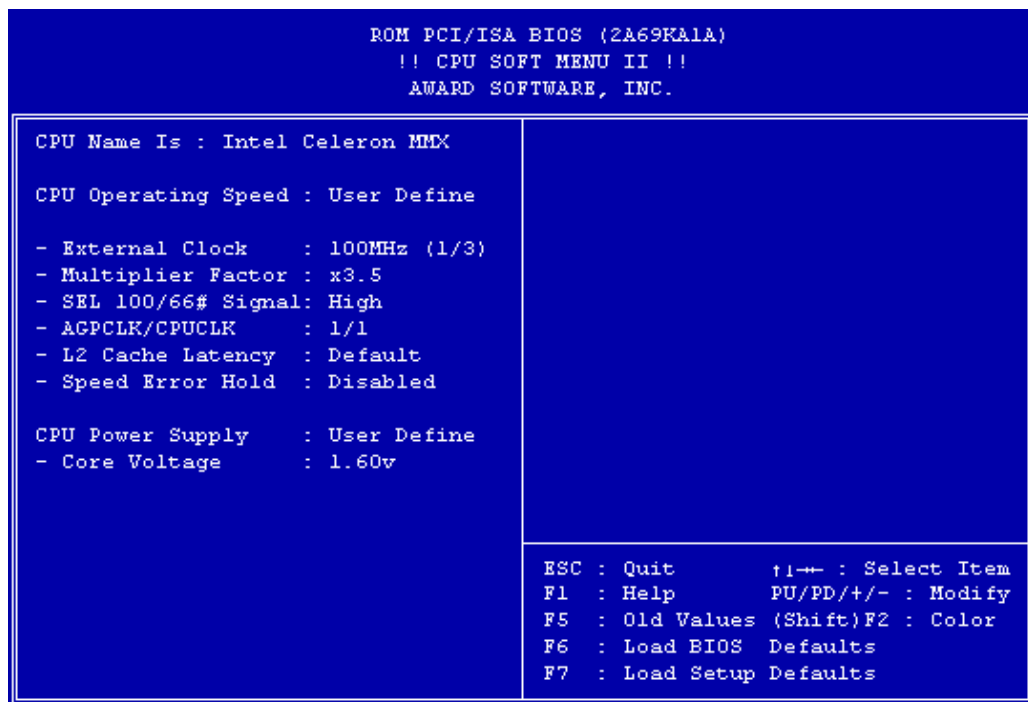 ROM PCI/ISA BIOS (2A69KA1A)
!! CPU SOFT MENU II !!
AWARD SOFTWARE, INC.
CPU Name Is : Intel Celeron MMX
CPU Operating Speed : User Define
- External Clock : 100MHz (1/3)
- Multiplier Factor : x3.5
- SEL 100/66# Signal: High
- AGPCLK/CPUCLK : 1/1
- L2 Cache Latency : Default
- Speed Error Hold : Disabled
CPU Power Supply : User Define
- Core Voltage : 1.60v
ESC : Quit ↑↓→← : Select Item
F1 : Help PU/PD/+/- : Modify
F5 : Old Values (Shift)F2 : Color
F6 : Load BIOS Defaults
F7 : Load Setup Defaults